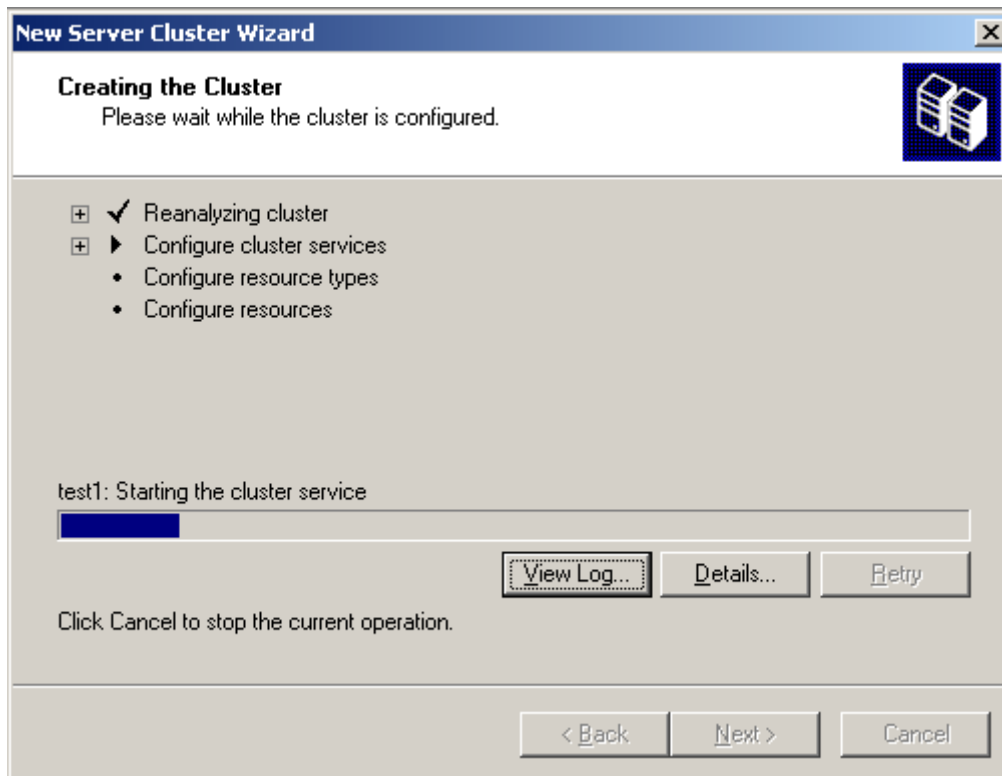 New Server Cluster Wizard
Creating the Cluster
Please wait while the cluster is configured.
Reanalyzing cluster
Configure cluster services
Configure resource types
Configure resources
test1: Starting the cluster service
View Log... Details... Retry
Click Cancel to stop the current operation.
< Back Next > Cancel